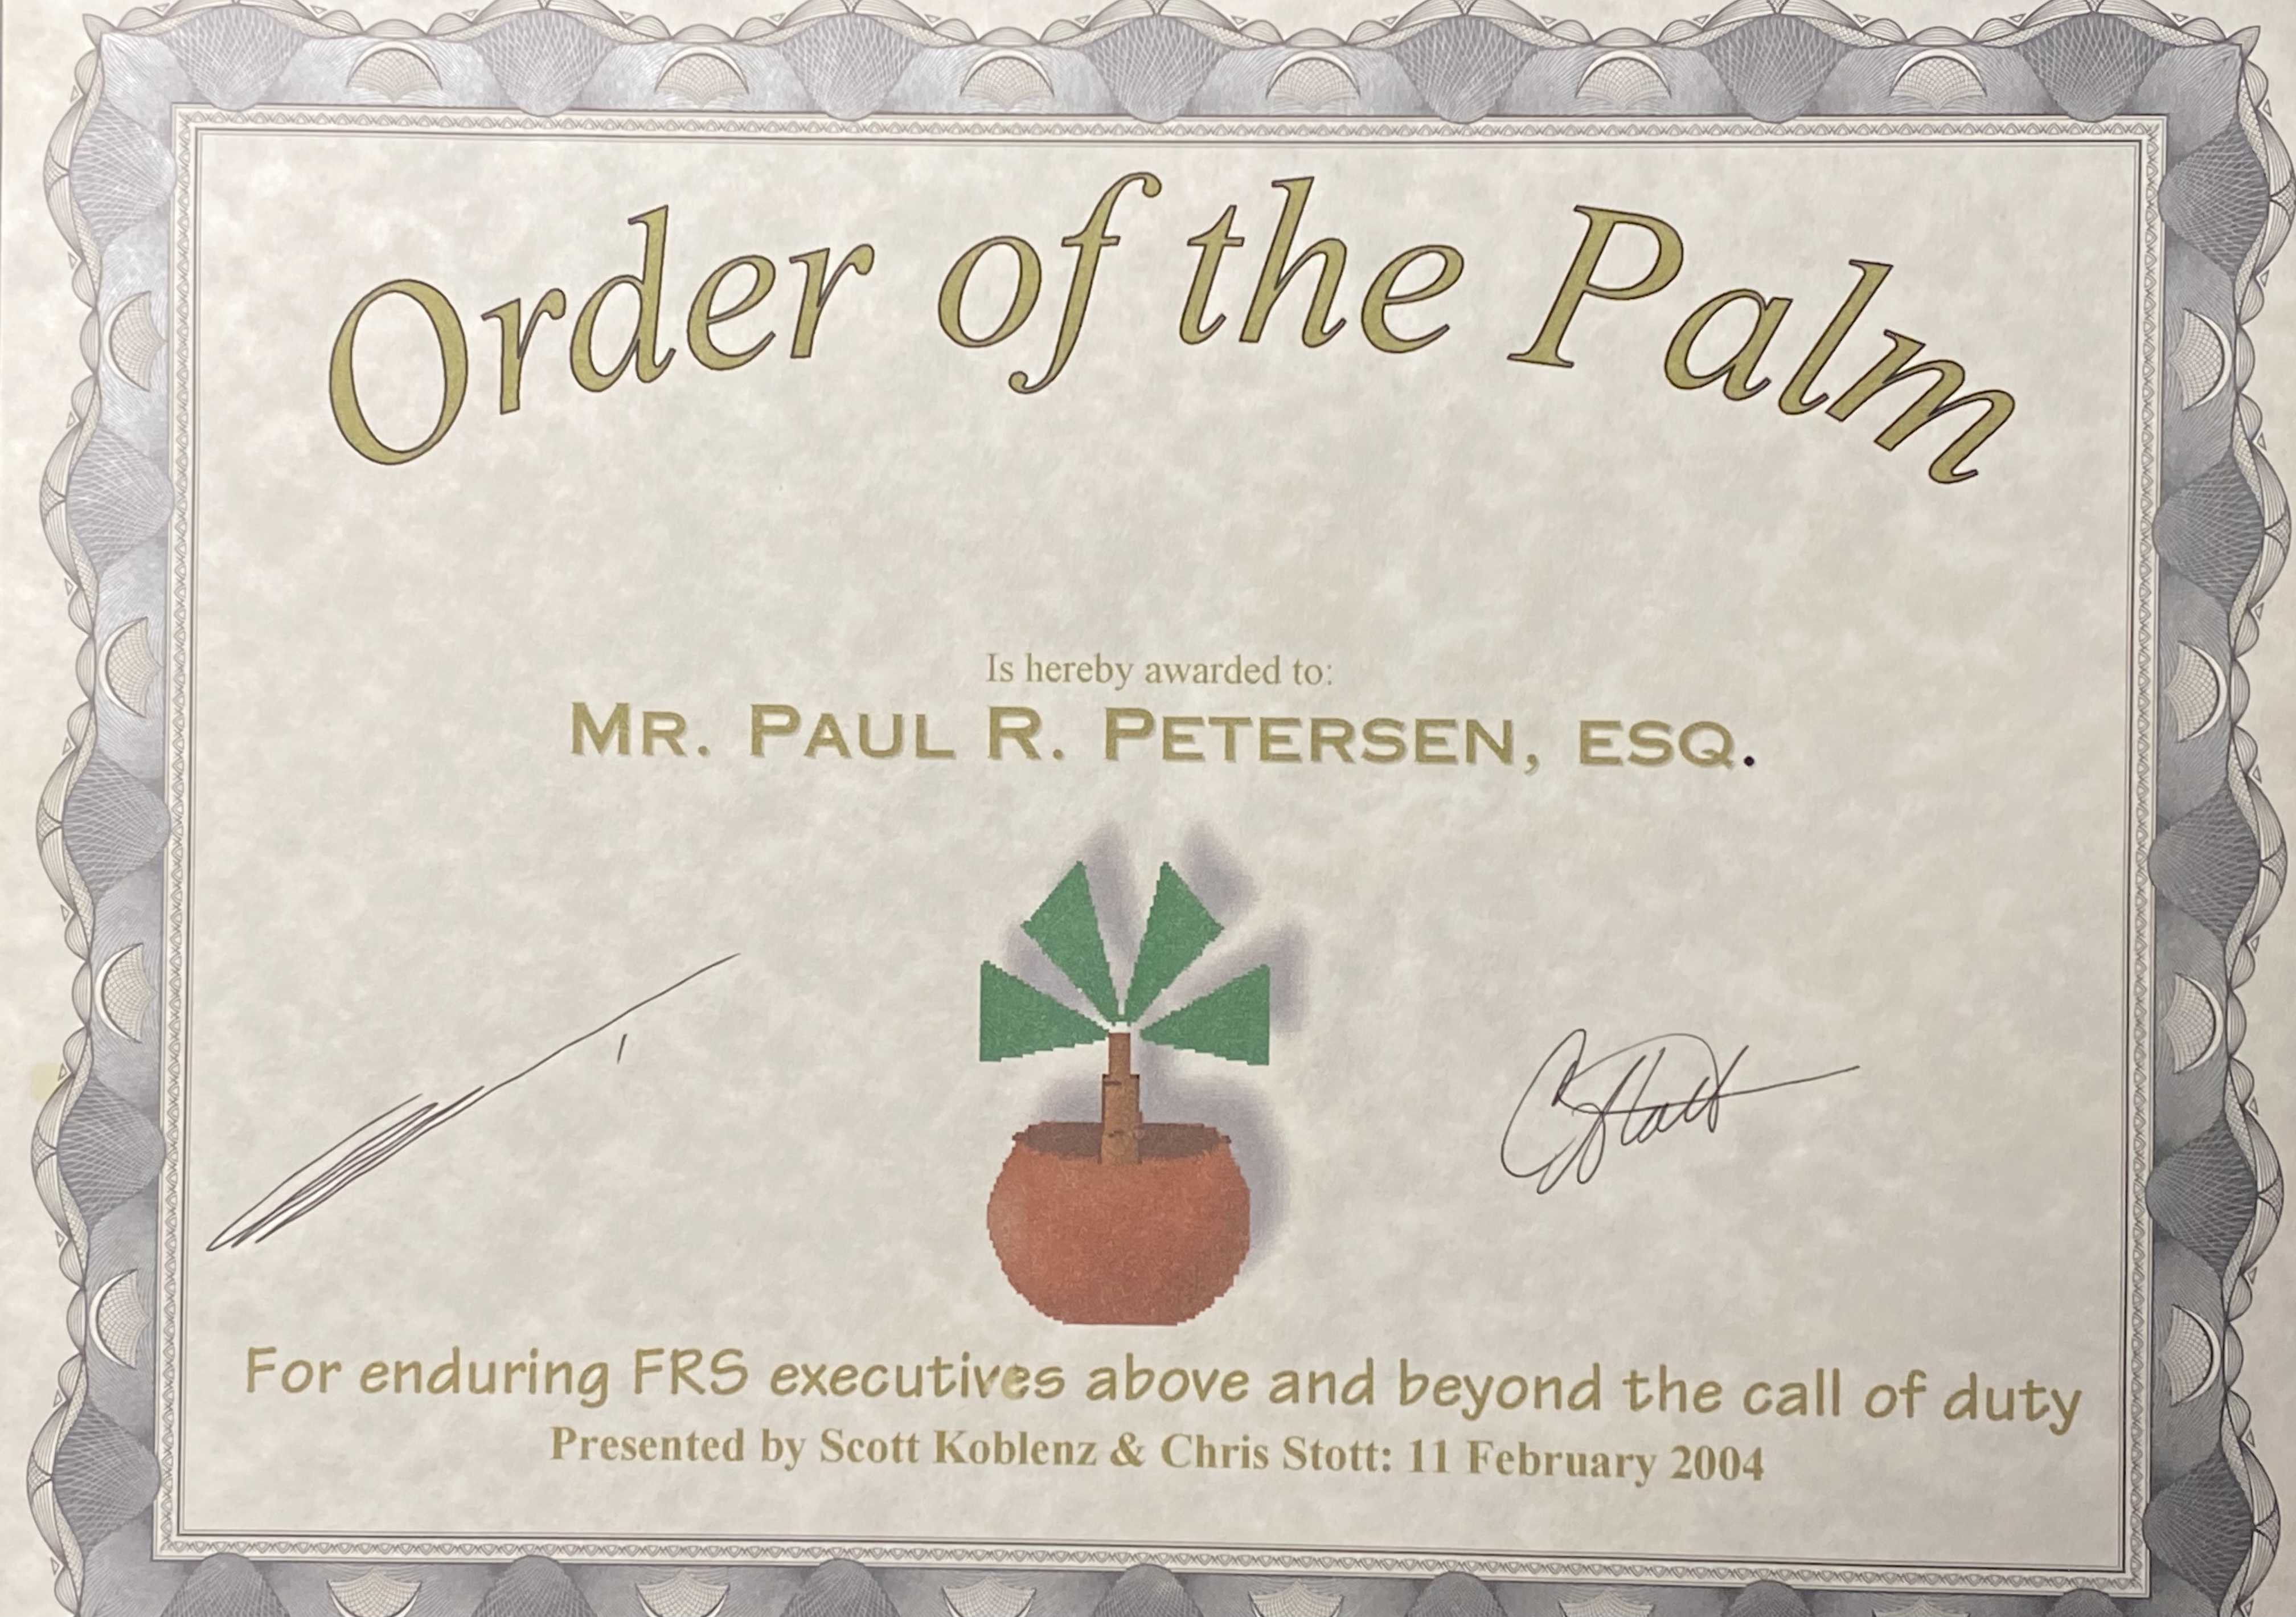 Order of the Palm
Is hereby awarded to:
MR. PAUL R. PETERSEN, ESQ.
For enduring FRS executives above and beyond the call of duty
Presented by Scott Koblenz & Chris Stott: 11 February 2004